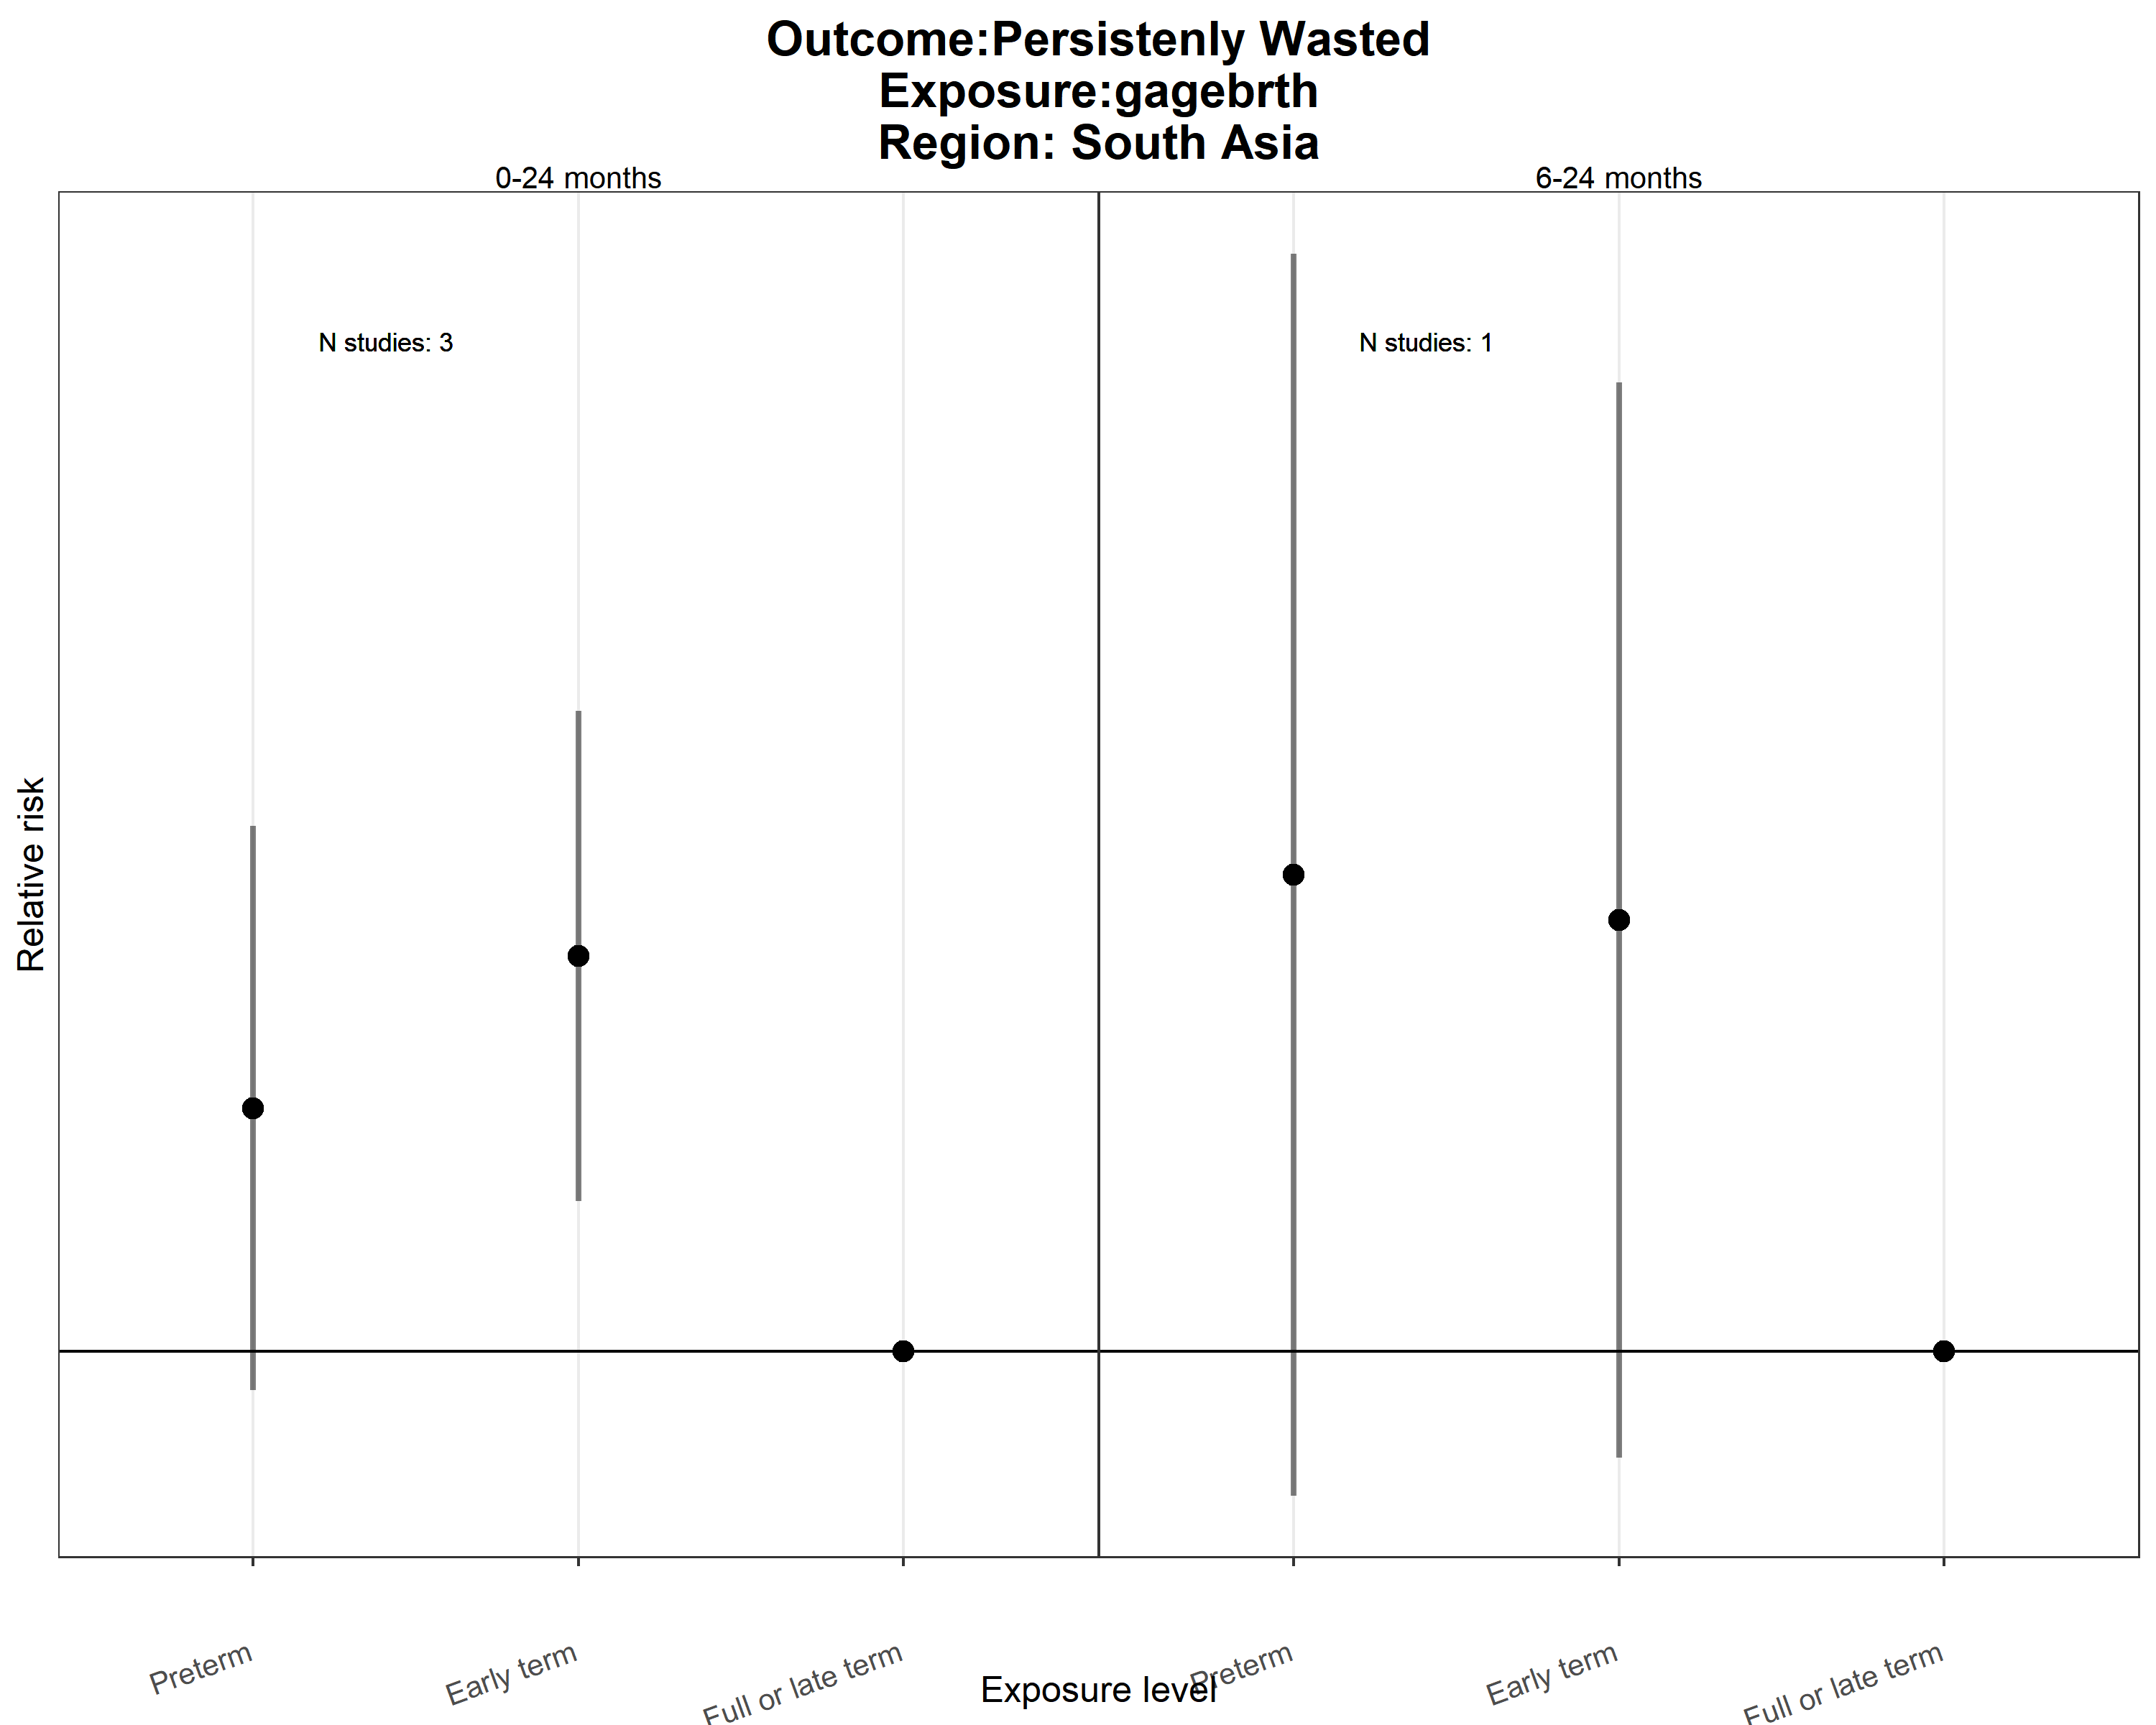 Outcome:Persistenly Wasted
Exposure:gagebrth
Region: South Asia
0-24 months
6-24 months
N studies: 3
N studies: 1
Relative risk
Preterm
Early term
Full or late term
Preterm
Early term
Full or late term
Exposure level